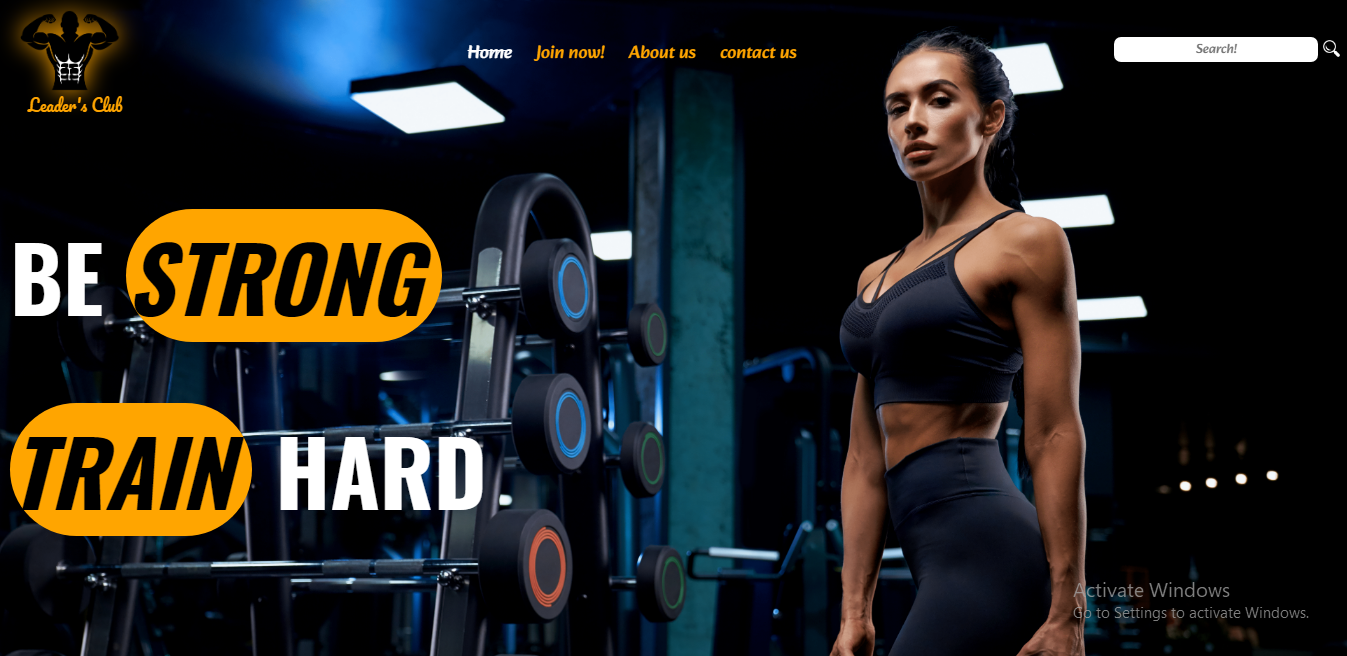 Home Join now! About us contact us
Search!
Leader's Club
BE STRONG
TRAIN HARD
Activate Windows
Go to Settings to activate Windows.